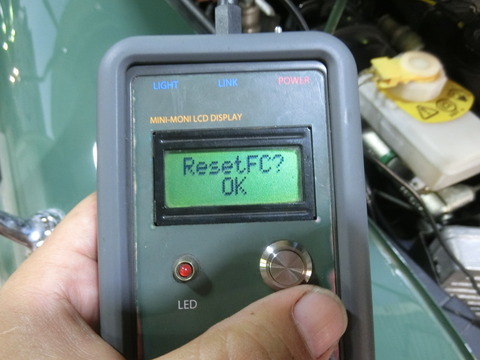 LIGHT LINK POWER
MINI-MONI LCD DISPLAY
ResetFC?
OK
LED